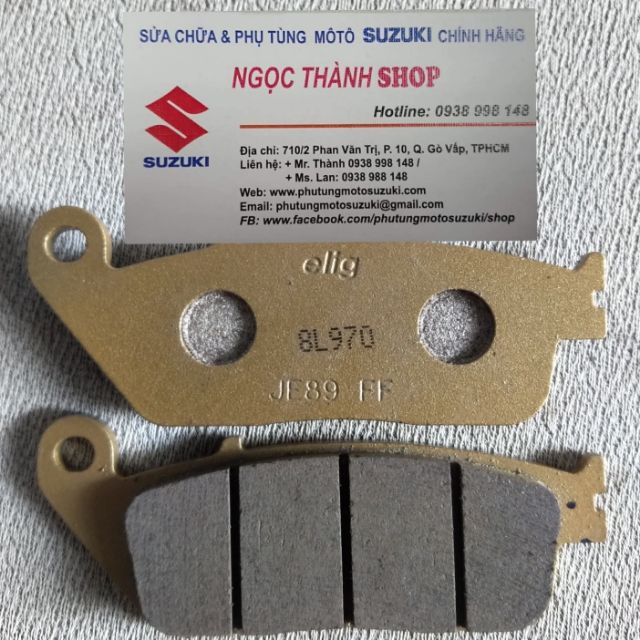 SỬA CHỮA & PHỤ TÙNG MÔTÔ SUZUKI CHÍNH HÃNG
NGỌC THÀNH SHOP
Hotline: 0938 998 148
SUZUKI
Địa chỉ: 710/2 Phan Văn Trị, P. 10, Q. Gò Vấp, TPHCM
Liên hệ: + Mr. Thành 0938 998 148 /
+ Ms. Lan: 0938 988 148
Web: www.phutungmotosuzuki.com
Email: phutungmotosuzuki@gmail.com
FB: www.facebook.com/phutungmotosuzuki/shop
elig
8L970
JF89 FF